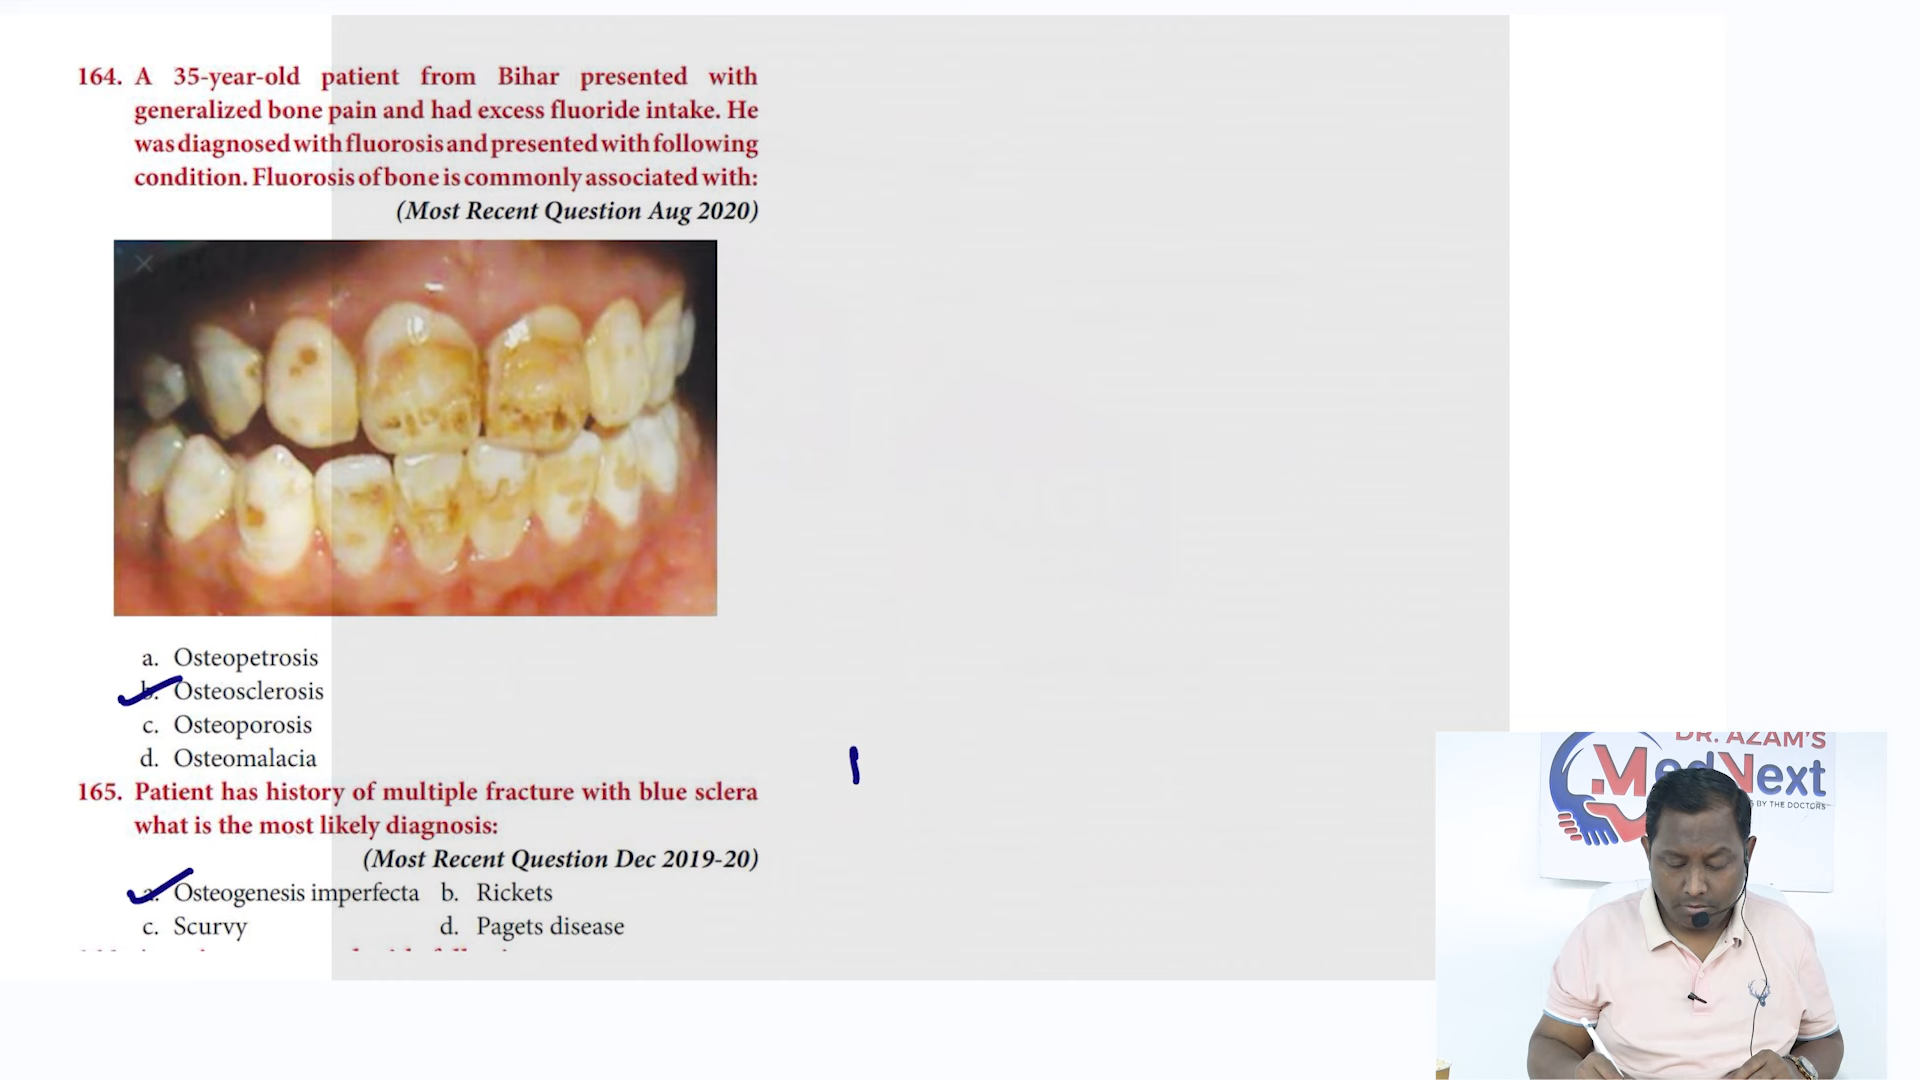 164. A 35-year-old patient from Bihar presented with
generalized bone pain and had excess fluoride intake. He
was diagnosed with fluorosis and presented with following
condition. Fluorosis of bone is commonly associated with:
(Most Recent Question Aug 2020)
a. Osteopetrosis
b. Osteosclerosis
c. Osteoporosis
d. Osteomalacia
165. Patient has history of multiple fracture with blue sclera
what is the most likely diagnosis:
(Most Recent Question Dec 2019-20)
a. Osteogenesis imperfecta b. Rickets
c. Scurvy d. Pagets disease
DR. AZAM'S
MedNext
BY THE DOCTORS